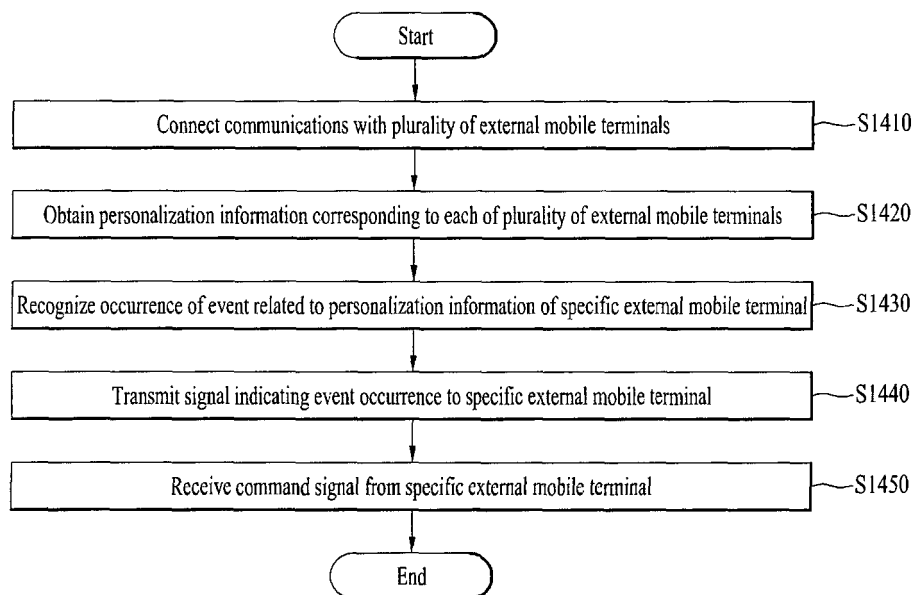 Start
Connect communications with plurality of external mobile terminals
S1410
Obtain personalization information corresponding to each of plurality of external mobile terminals
S1420
Recognize occurrence of event related to personalization information of specific external mobile terminal
S1430
Transmit signal indicating event occurrence to specific external mobile terminal
S1440
Receive command signal from specific external mobile terminal
S1450
End